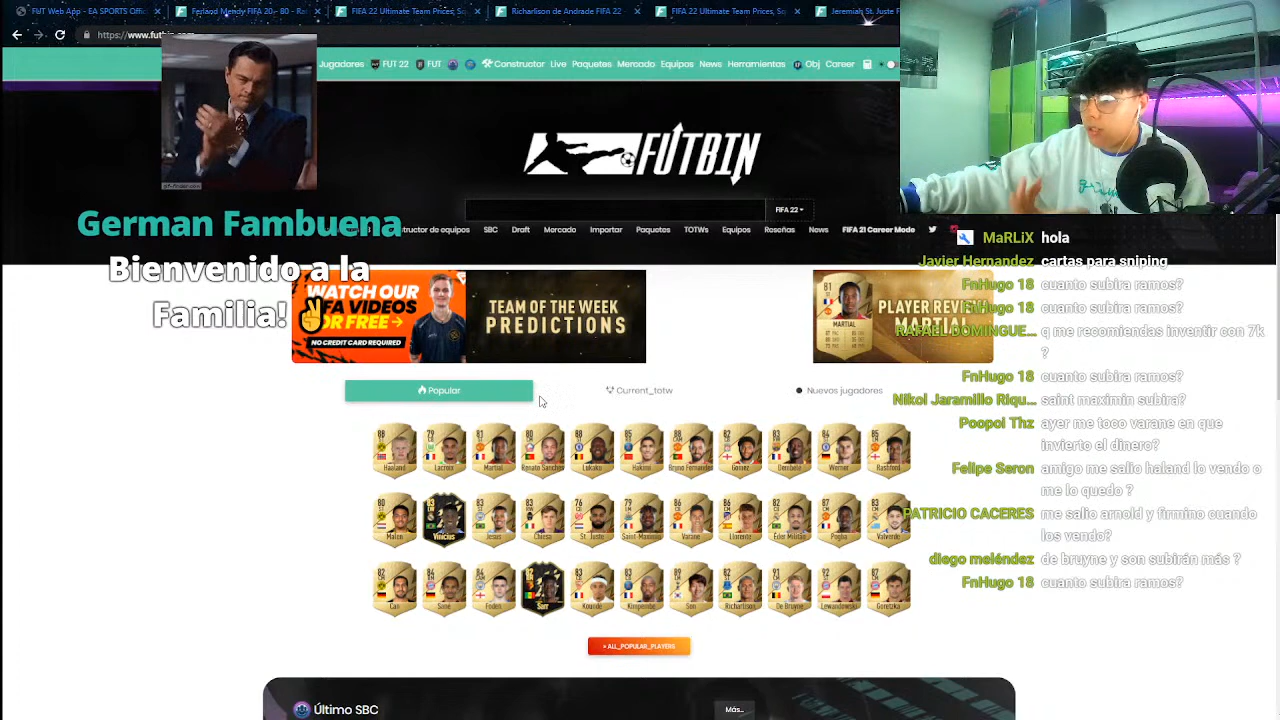 FUT Web App - EA SPORTS Offic
Ferland Mendy FIFA 20 - 80 - Ra
FIFA 22 Ultimate Team Prices, S
Richarlison de Andrade FIFA 22 -
FIFA 22 Ultimate Team Prices, Sq
Jeremiah St. Juste F
https://www.futbin.com
Jugadores
FUT 22
FUT
Constructor
Live
Paquetes
Mercado
Equipos
News
Herramientas
Obj
Career
FUTBIN
FIFA 22
German Fambuena
Bienvenido a la
Familia! ✌
tructor de equipos
SBC
Draft
Mercado
Importar
Paquetes
TOTWs
Equipos
Reseñas
News
FIFA 21 Career Mode
WATCH OUR
FIFA VIDEOS
FOR FREE →
NO CREDIT CARD REQUIRED
TEAM OF THE WEEK
PREDICTIONS
81
MARTIAL
PLAYER REVIEW
MARTIAL
Popular
Current_totw
Nuevos jugadores
Haaland
Lacroix
Martial
Renato Sanches
Lukaku
Hakimi
Bruno Fernandes
Gomez
Dembélé
Werner
Rashford
Malen
Vinicius
Jesus
Chiesa
St. Juste
Saint-Maximin
Varane
Llorente
Éder Militão
Pogba
Valverde
Can
Sané
Foden
Sarr
Koundé
Kimpembe
Son
Richarlison
De Bruyne
Lewandowski
Goretzka
» ALL_POPULAR_PLAYERS
Último SBC
Más..
MaRLiX hola
Javier Hernandez cartas para sniping
FnHugo 18 cuanto subira ramos?
FnHugo 18 cuanto subira ramos?
RAFAEL DOMINGUE... q me recomiendas inventir con 7k
?
FnHugo 18 cuanto subira ramos?
Nikol Jaramillo Riqu... saint maximin subira?
Poopol Thz ayer me toco varane en que
invierto el dinero?
Felipe Seron amigo me salio haland lo vendo o
me lo quedo ?
PATRICIO CACERES me salio arnold y firmino cuando
los vendo?
diego meléndez de bruyne y son subirán más ?
FnHugo 18 cuanto subira ramos?